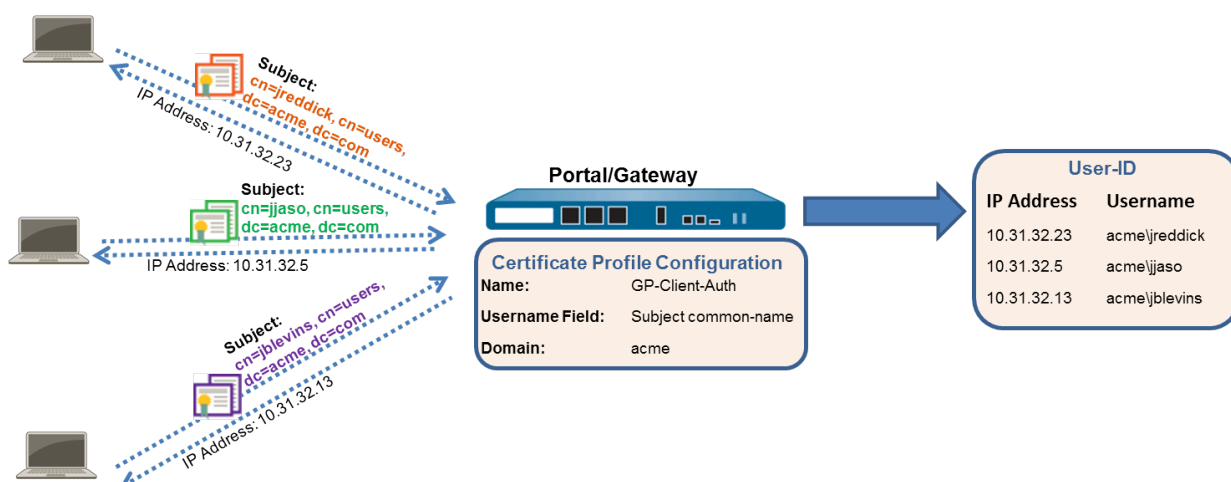 Subject:
cn=jreddick, cn=users,
dc=acme, dc=com
IP Address: 10.31.32.23
Subject:
cn=jjaso, cn=users,
dc=acme, dc=com
IP Address: 10.31.32.5
Subject:
cn=jblevins, cn=users,
dc=acme, dc=com
IP Address: 10.31.32.13
Portal/Gateway
Certificate Profile Configuration
Name: GP-Client-Auth
Username Field: Subject common-name
Domain: acme
User-ID
IP Address Username
10.31.32.23 acme\jreddick
10.31.32.5 acme\jjaso
10.31.32.13 acme\jblevins